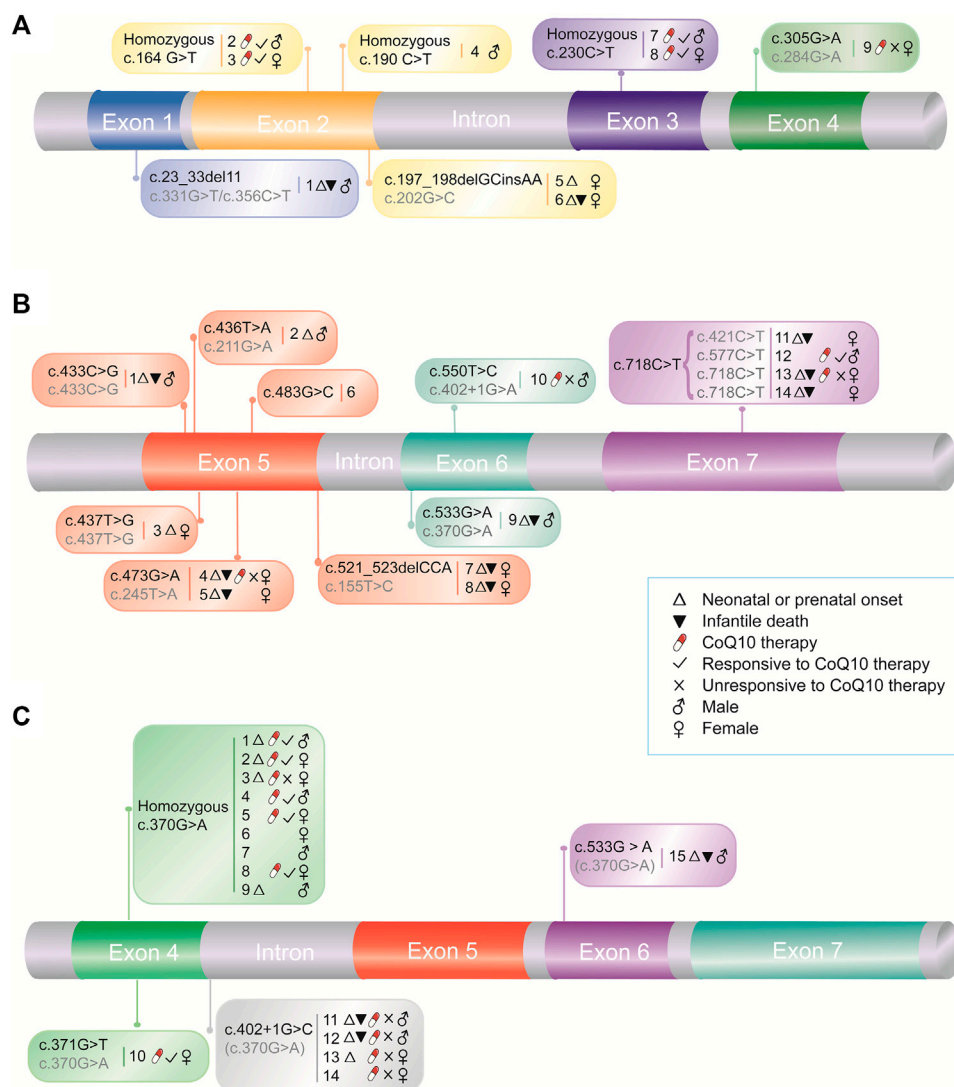 A
Homozygous
c.164 G>T
2 ✓ ♂
3 ✓ ♀
Homozygous
c.190 C>T
4 ♂
Homozygous
c.230C>T
7 ✓ ♂
8 ✓ ♀
c.305G>A
c.284G>A
9 × ♀
Exon 1
Exon 2
Intron
Exon 3
Exon 4
c.23_33del11
c.331G>T/c.356C>T
1 △▼ ♂
c.197_198delGCinsAA
c.202G>C
5 △ ♀
6 △▼ ♀
B
c.436T>A
c.211G>A
2 △ ♂
c.433C>G
c.433C>G
1 △▼ ♂
c.483G>C
6
c.550T>C
c.402+1G>A
10 × ♂
c.718C>T
c.421C>T
c.577C>T
c.718C>T
c.718C>T
11 △▼ ♀
12 ✓ ♂
13 △▼ × ♀
14 △▼ ♀
Exon 5
Intron
Exon 6
Exon 7
c.437T>G
c.437T>G
3 △ ♀
c.473G>A
c.245T>A
4 △▼ × ♀
5 △▼ ♀
c.521_523delCCA
c.155T>C
7 △▼ ♀
8 △▼ ♀
c.533G>A
c.370G>A
9 △▼ ♂
△ Neonatal or prenatal onset
▼ Infantile death
CoQ10 therapy
✓ Responsive to CoQ10 therapy
× Unresponsive to CoQ10 therapy
♂ Male
♀ Female
C
Homozygous
c.370G>A
1 △ ✓ ♂
2 △ ✓ ♀
3 △ × ♀
4 ✓ ♂
5 ✓ ♀
6 ♀
7 ♂
8 ✓ ♀
9 △ ♂
c.533G > A
(c.370G>A)
15 △▼ ♂
Exon 4
Intron
Exon 5
Exon 6
Exon 7
c.371G>T
c.370G>A
10 ✓ ♀
c.402+1G>C
(c.370G>A)
11 △▼ × ♂
12 △▼ × ♂
13 △ × ♀
14 × ♀